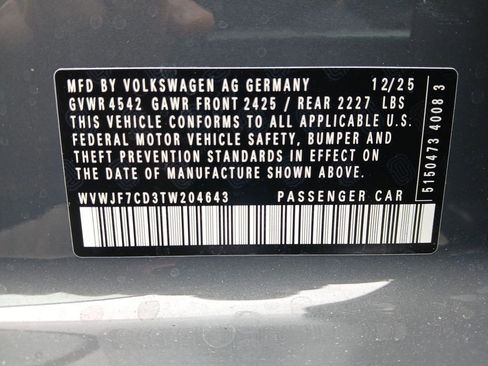 MFD BY VOLKSWAGEN AG GERMANY 12/25
GVWR 4542 GAWR FRONT 2425 / REAR 2227 LBS
THIS VEHICLE CONFORMS TO ALL APPLICABLE U.S.
FEDERAL MOTOR VEHICLE SAFETY, BUMPER AND
THEFT PREVENTION STANDARDS IN EFFECT ON
THE DATE OF MANUFACTURE SHOWN ABOVE.
WVWJF7CD3TW204643 PASSENGER CAR
5150473 4008 3